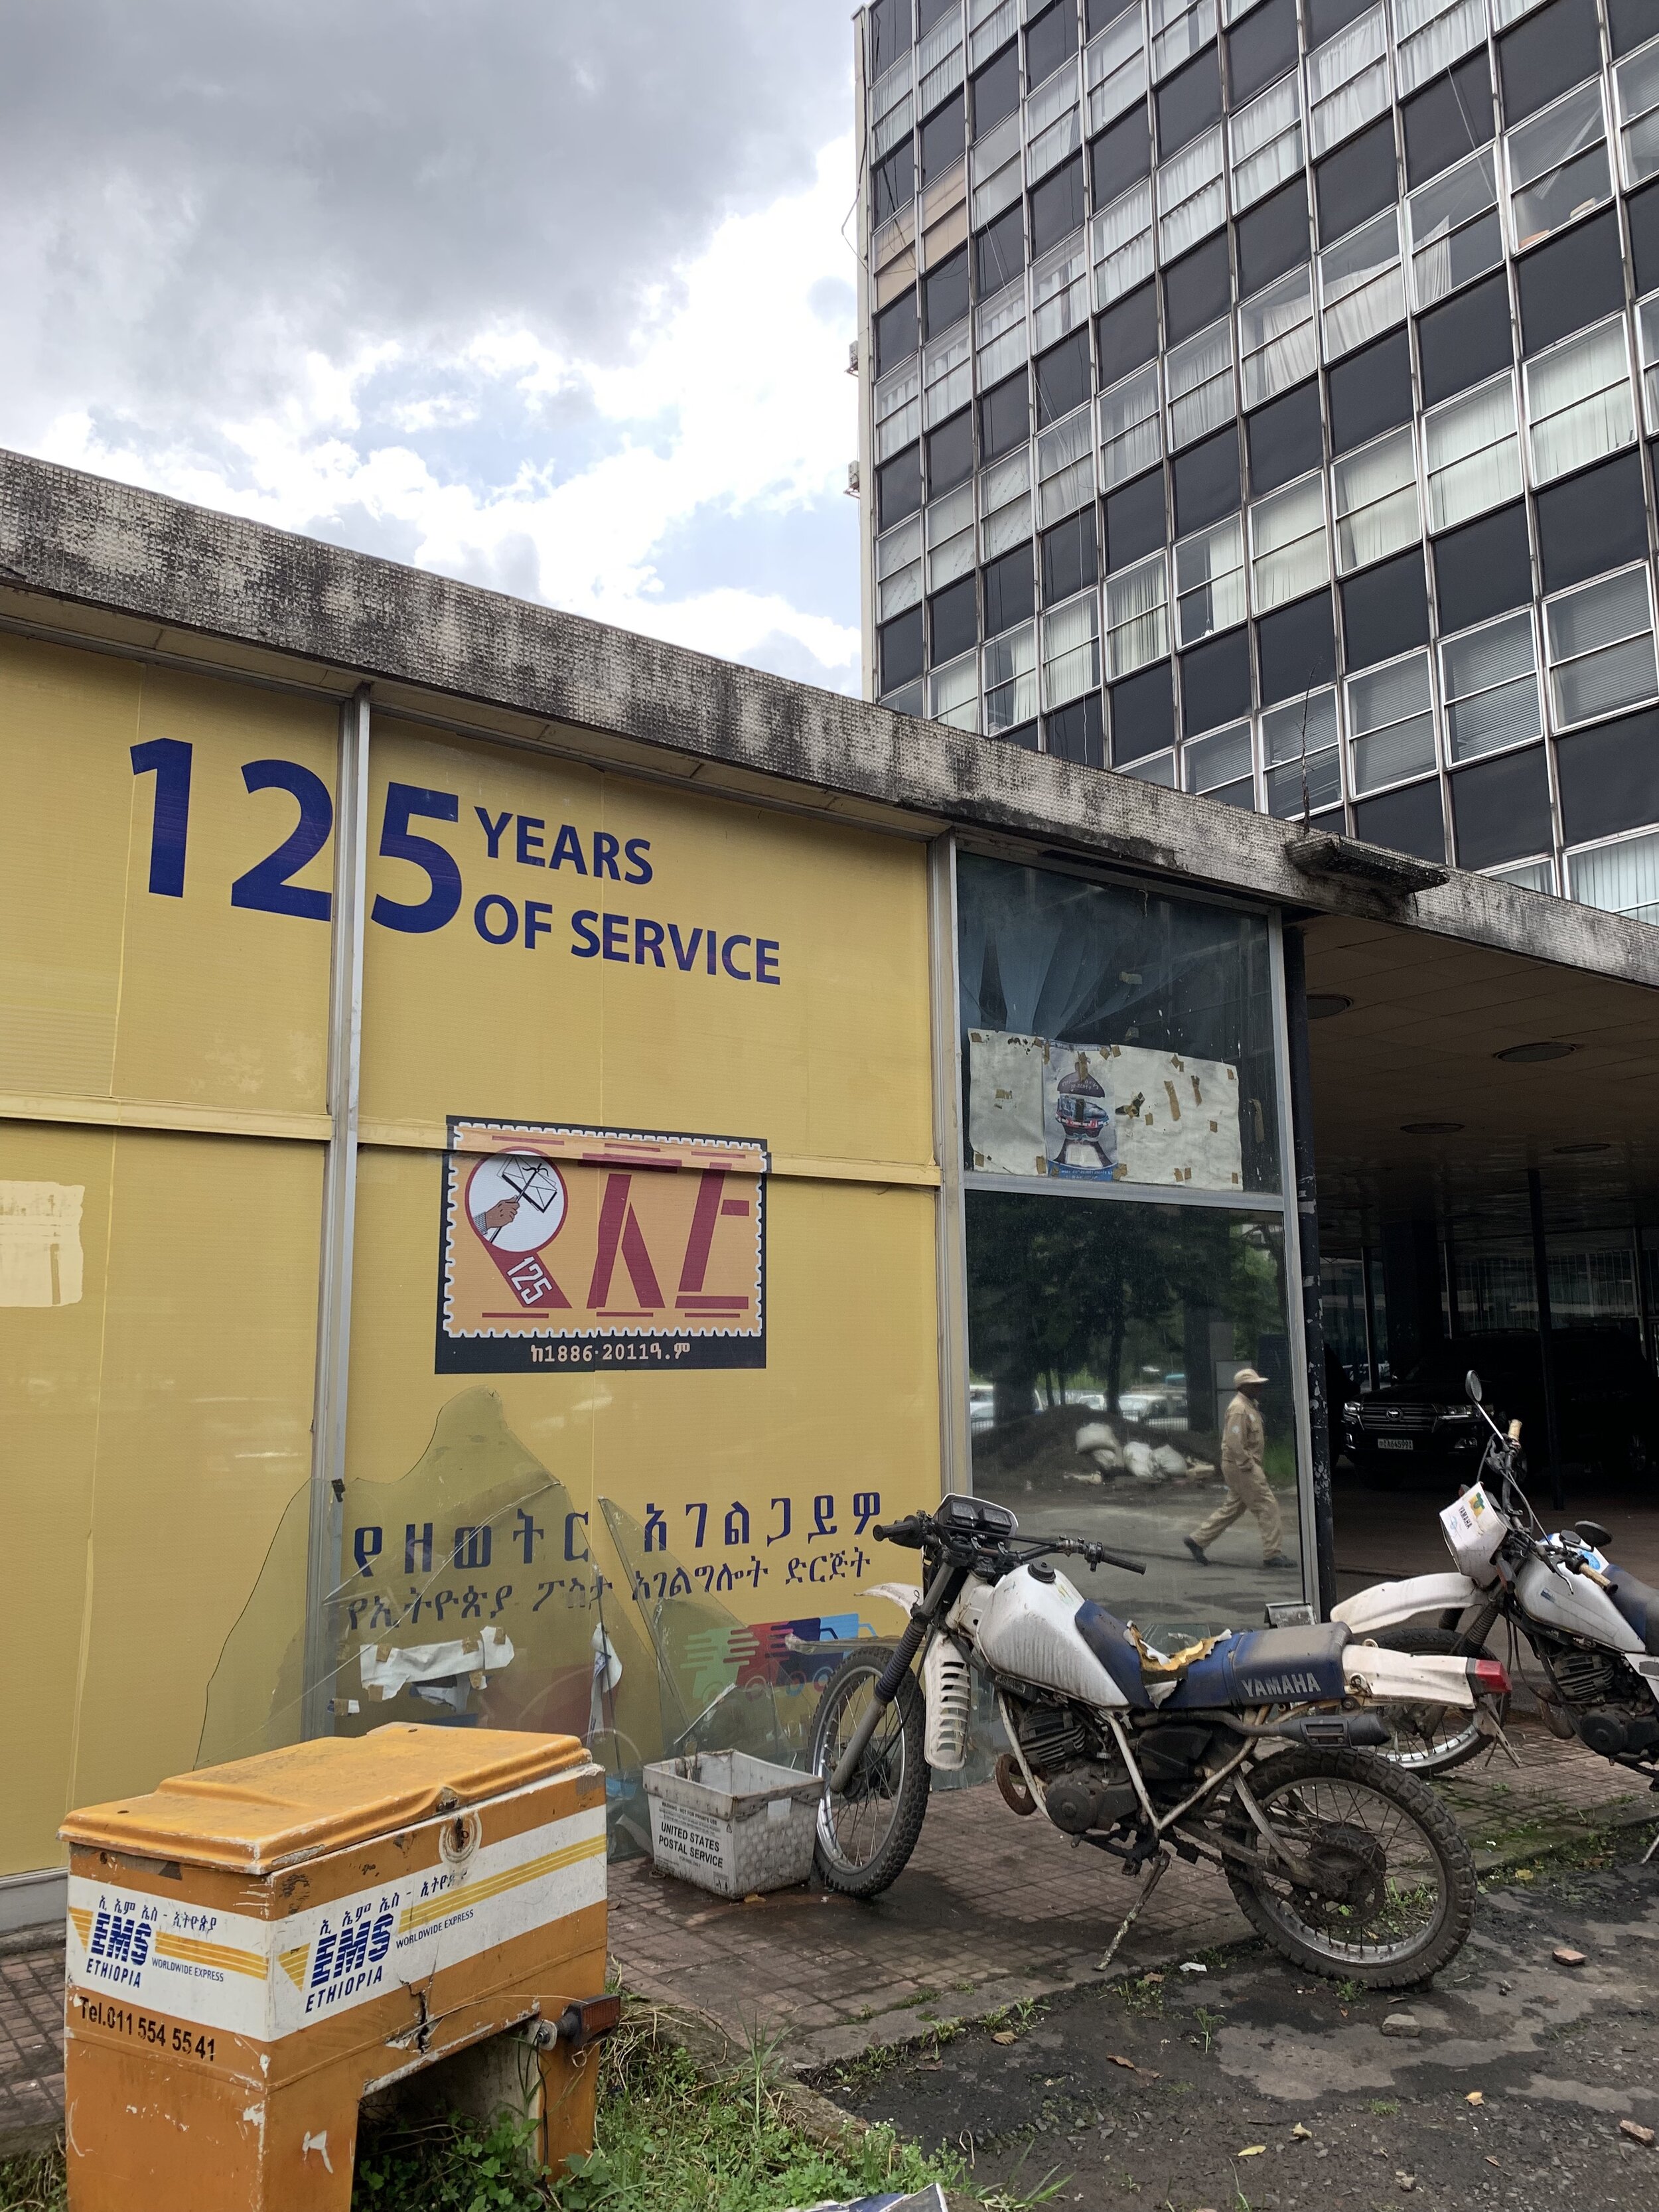 125 YEARS
OF SERVICE
125
ከ1886-2011ዓ.ም
የዘወትር አገልጋይዎ
የኢትዮጵያ ፖስታ አገልግሎት ድርጅት
YAMAHA
UNITED STATES
POSTAL SERVICE
ኢ ኤም ኤስ - ኢትዮጵያ
EMS
WORLDWIDE EXPRESS
ETHIOPIA
Tel.011 554 55 41
ኢ ኤም ኤስ - ኢትዮጵያ
EMS
WORLDWIDE EXPRESS
ETHIOPIA